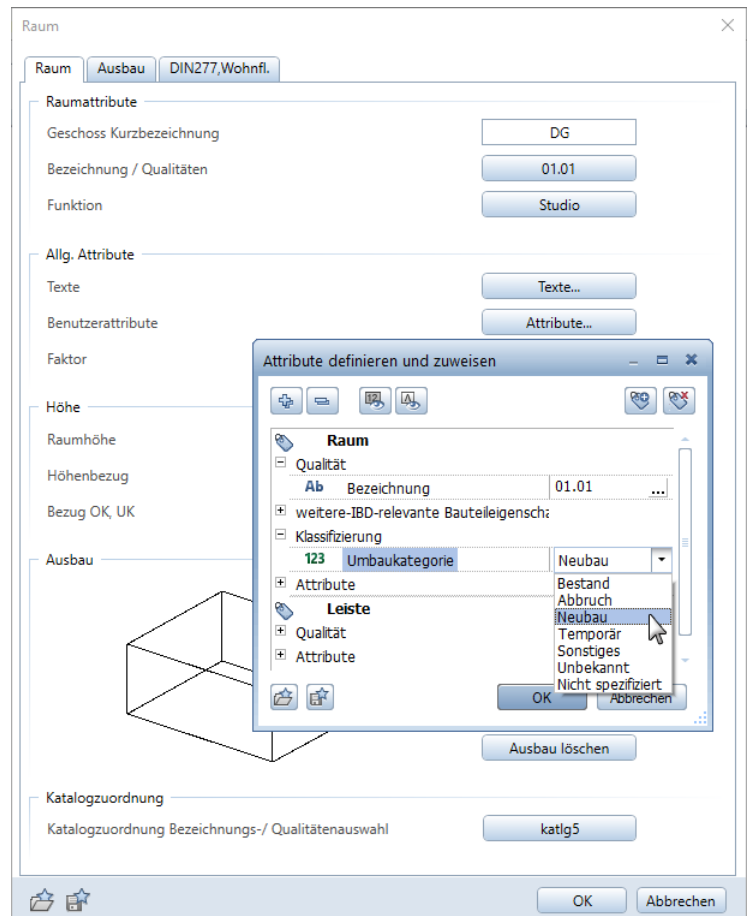 Raum
Raum Ausbau DIN277,Wohnfl.
Raumattribute
Geschoss Kurzbezeichnung DG
Bezeichnung / Qualitäten 01.01
Funktion Studio
Allg. Attribute
Texte Texte...
Benutzerattribute Attribute...
Faktor
Höhe
Raumhöhe
Höhenbezug
Bezug OK, UK
Ausbau
Attribute definieren und zuweisen
Raum
Qualität
Ab Bezeichnung 01.01 ...
weitere-IBD-relevante Bauteileigenscha
Klassifizierung
123 Umbaukategorie Neubau
Attribute
Leiste
Qualität
Attribute
Bestand
Abbruch
Neubau
Temporär
Sonstiges
Unbekannt
Nicht spezifiziert
OK Abbrechen
Ausbau löschen
Katalogzuordnung
Katalogzuordnung Bezeichnungs-/ Qualitätenauswahl katlg5
OK Abbrechen